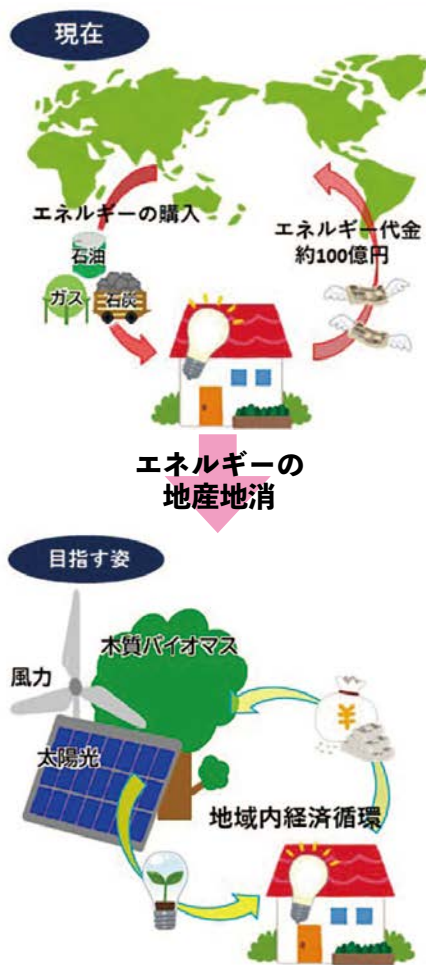 現在
エネルギーの購入
石油
ガス
石炭
エネルギー代金
約100億円
エネルギーの
地産地消
目指す姿
木質バイオマス
風力
太陽光
¥
地域内経済循環